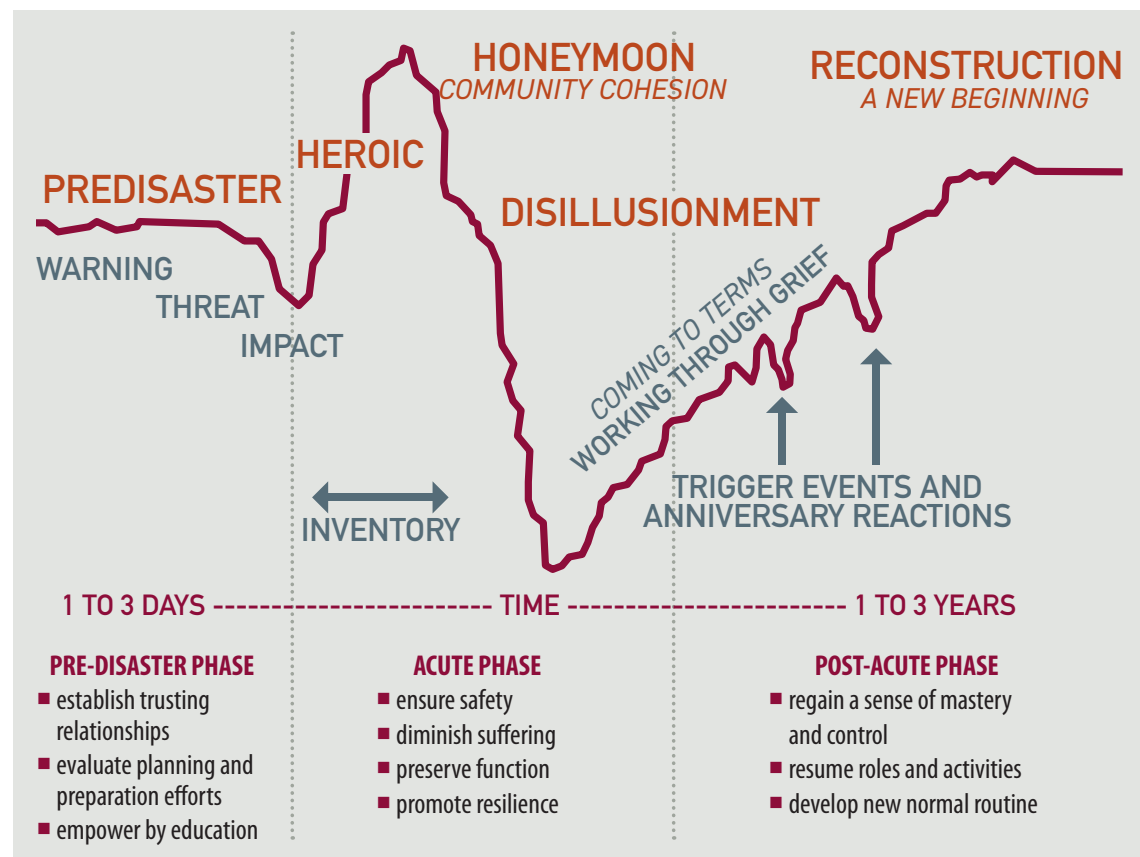 HONEYMOON
COMMUNITY COHESION
RECONSTRUCTION
A NEW BEGINNING
HEROIC
PREDISASTER
DISILLUSIONMENT
WARNING
THREAT
IMPACT
COMING TO TERMS
WORKING THROUGH GRIEF
INVENTORY
TRIGGER EVENTS AND
ANNIVERSARY REACTIONS
1 TO 3 DAYS
TIME
1 TO 3 YEARS
PRE-DISASTER PHASE
establish trusting
relationships
evaluate planning and
preparation efforts
empower by education
ACUTE PHASE
ensure safety
diminish suffering
preserve function
promote resilience
POST-ACUTE PHASE
regain a sense of mastery
and control
resume roles and activities
develop new normal routine